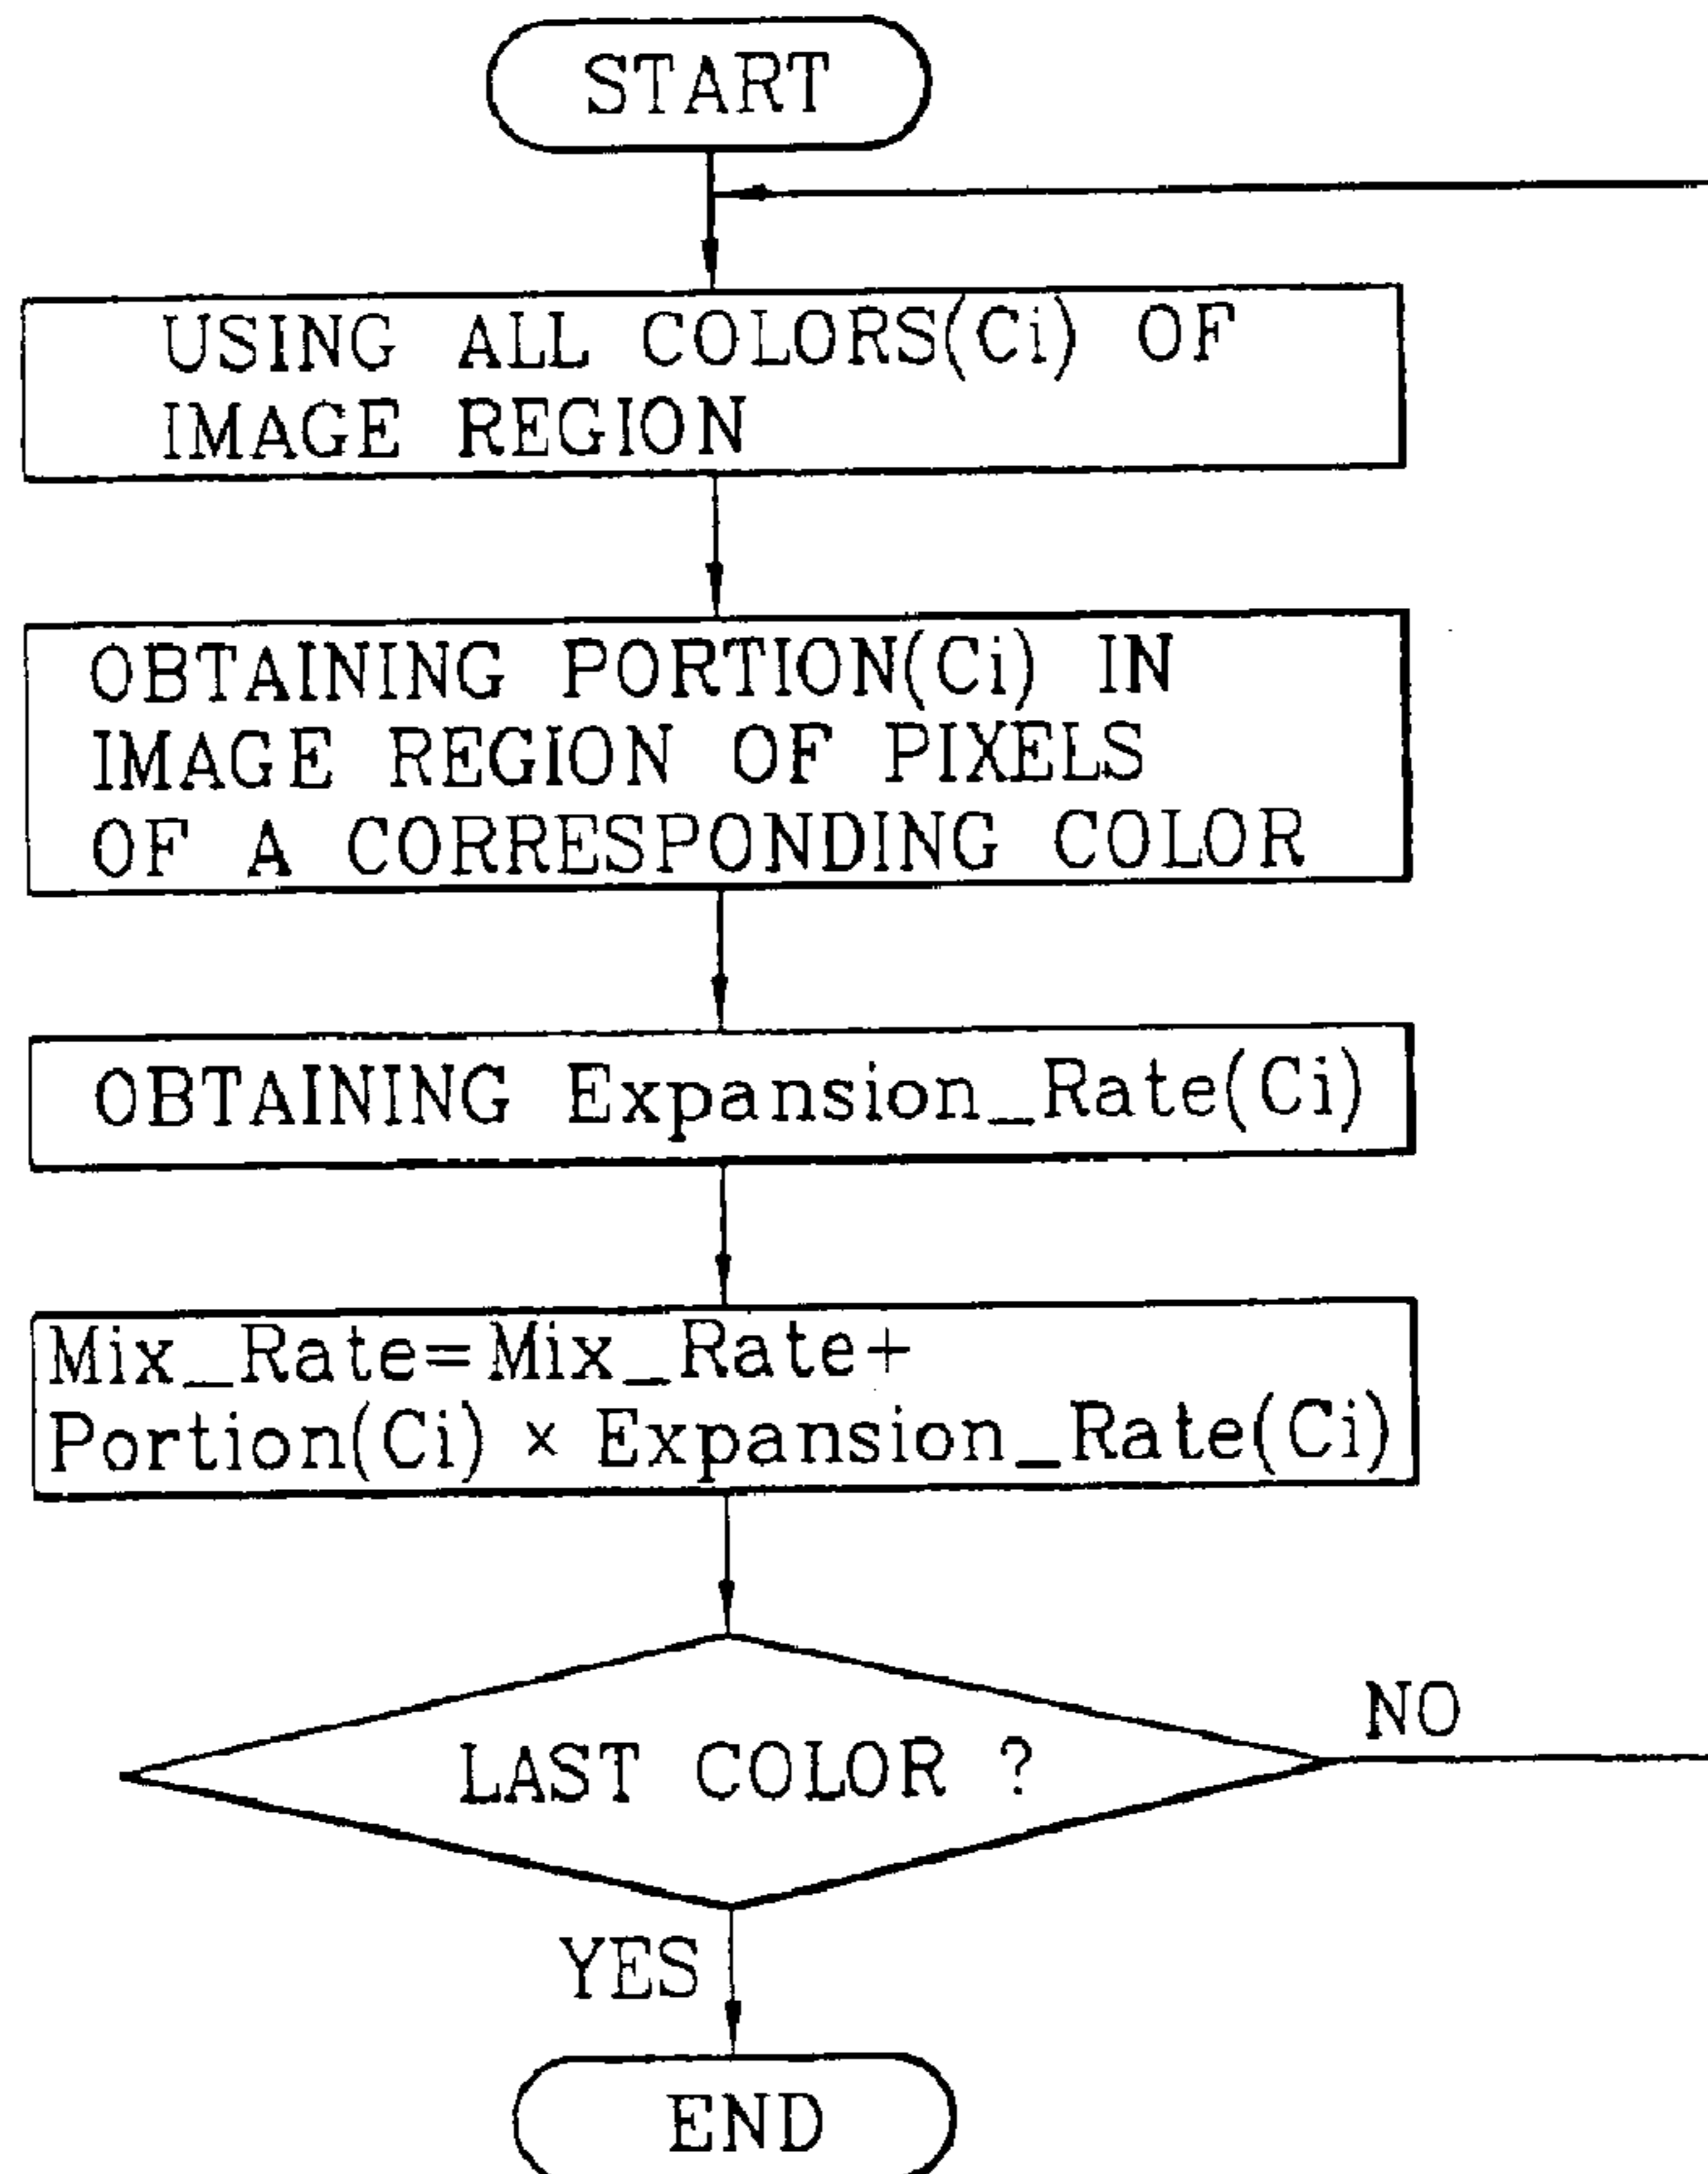 START
USING ALL COLORS(Ci) OF
IMAGE REGION
OBTAINING PORTION(Ci) IN
IMAGE REGION OF PIXELS
OF A CORRESPONDING COLOR
OBTAINING Expansion_Rate(Ci)
Mix_Rate=Mix_Rate+
Portion(Ci) × Expansion_Rate(Ci)
LAST COLOR ?
NO
YES
END